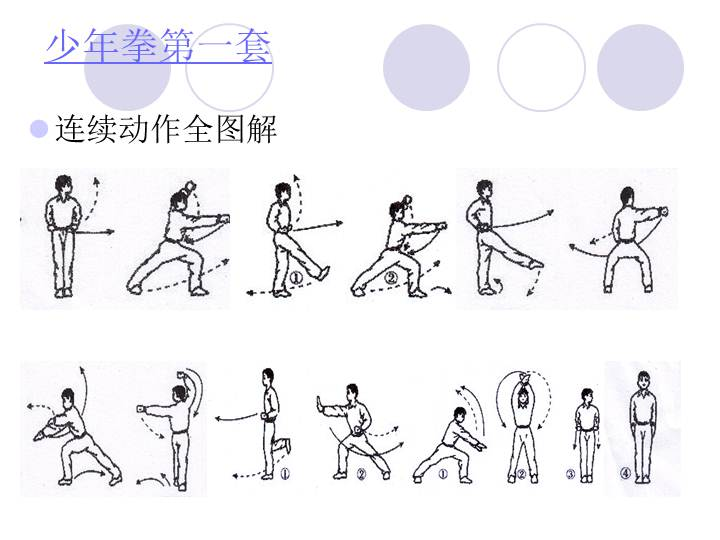 少年拳第一套
连续动作全图解
① ②
① ② ① ② ③ ④